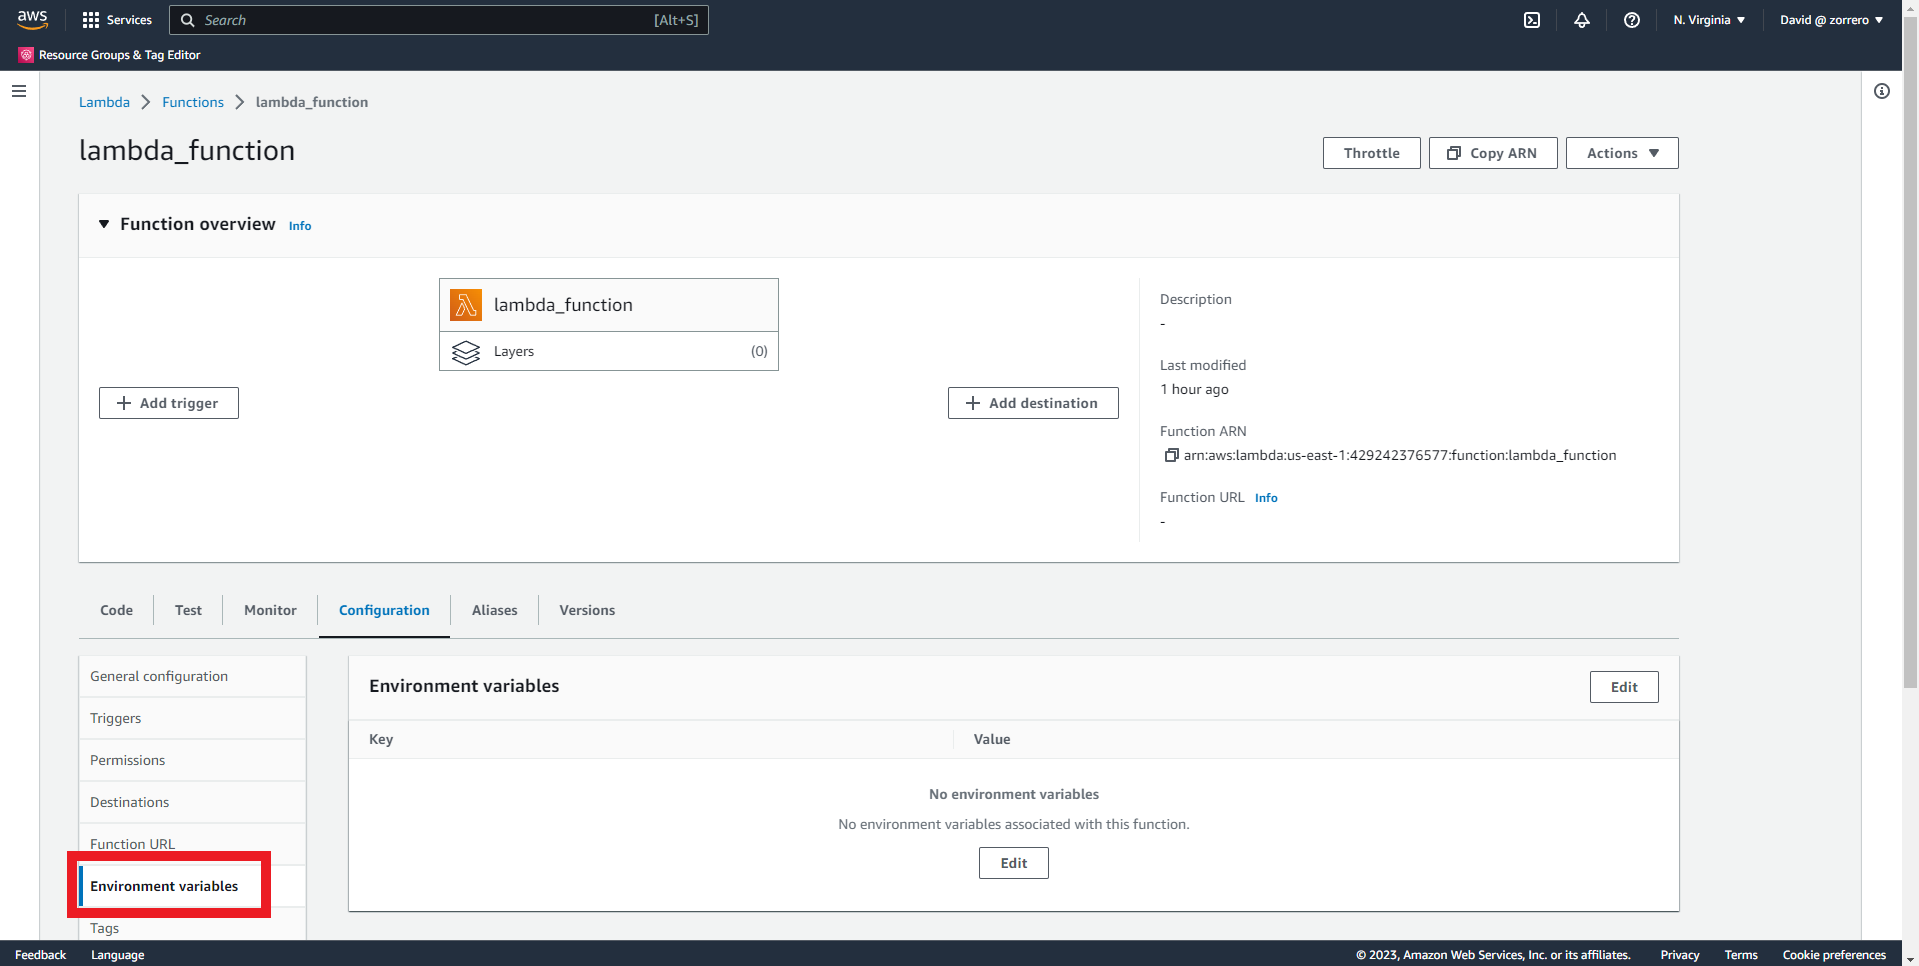 aws
Services
Search
[Alt+S]
N. Virginia
David @ zorrero
Resource Groups & Tag Editor
Lambda
Functions
lambda_function
lambda_function
Throttle
Copy ARN
Actions
Function overview
Info
lambda_function
Layers
(0)
Add trigger
Add destination
Description
-
Last modified
1 hour ago
Function ARN
arn:aws:lambda:us-east-1:429242376577:function:lambda_function
Function URL
Info
-
Code
Test
Monitor
Configuration
Aliases
Versions
General configuration
Triggers
Permissions
Destinations
Function URL
Environment variables
Tags
Environment variables
Edit
Key
Value
No environment variables
No environment variables associated with this function.
Edit
Feedback
Language
© 2023, Amazon Web Services, Inc. or its affiliates.
Privacy
Terms
Cookie preferences